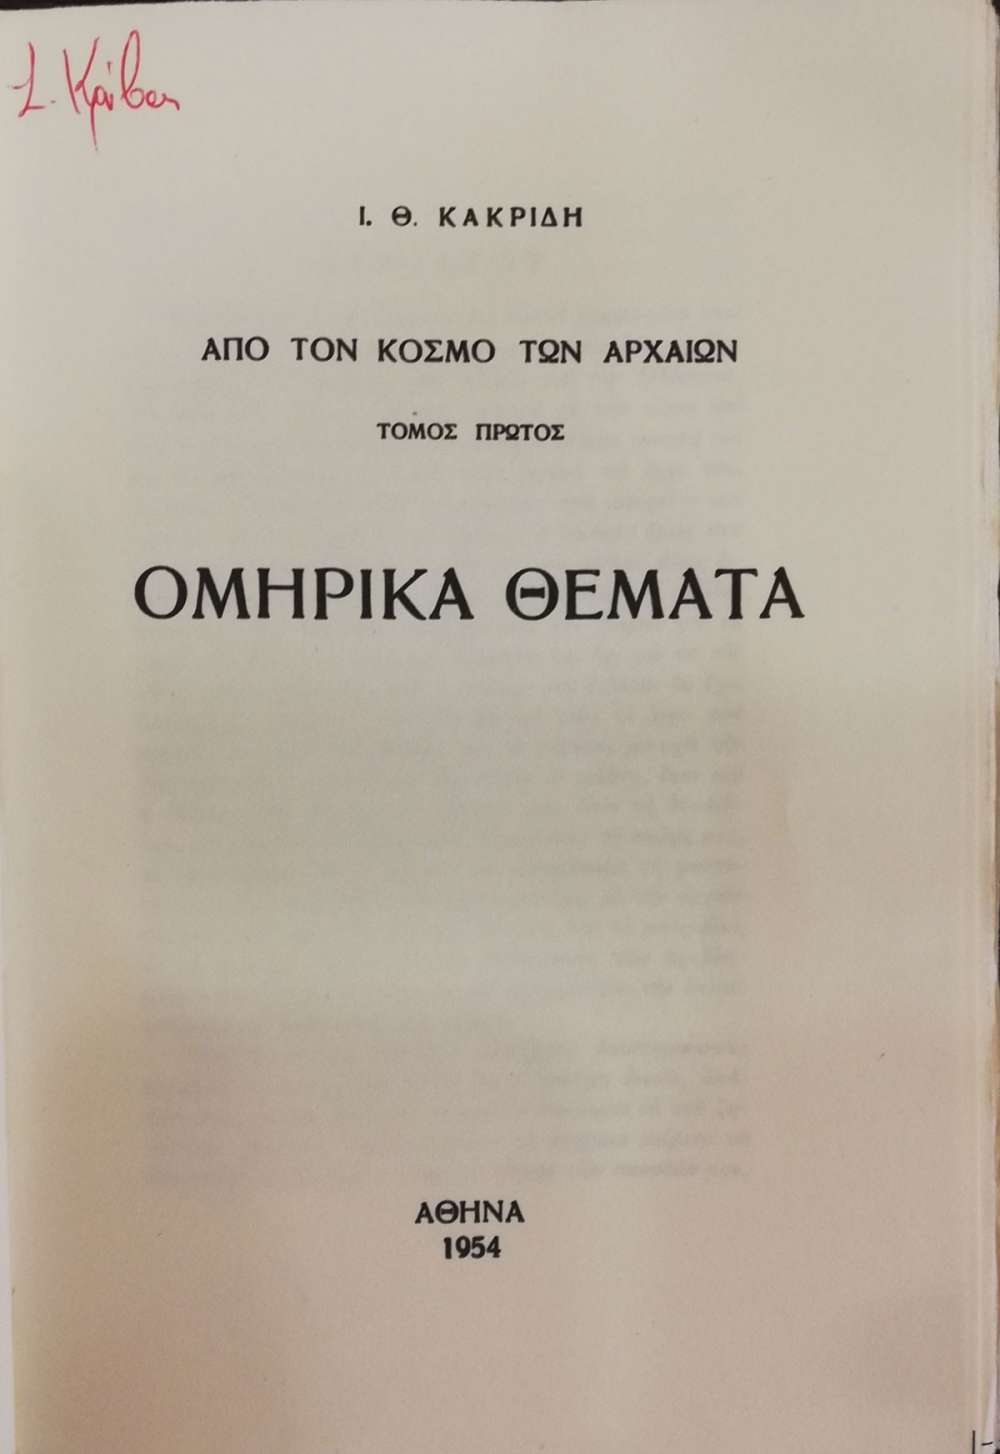 Ι. Θ. ΚΑΚΡΙΔΗ
ΑΠΟ ΤΟΝ ΚΟΣΜΟ ΤΩΝ ΑΡΧΑΙΩΝ
ΤΟΜΟΣ ΠΡΩΤΟΣ
ΟΜΗΡΙΚΑ ΘΕΜΑΤΑ
ΑΘΗΝΑ
1954